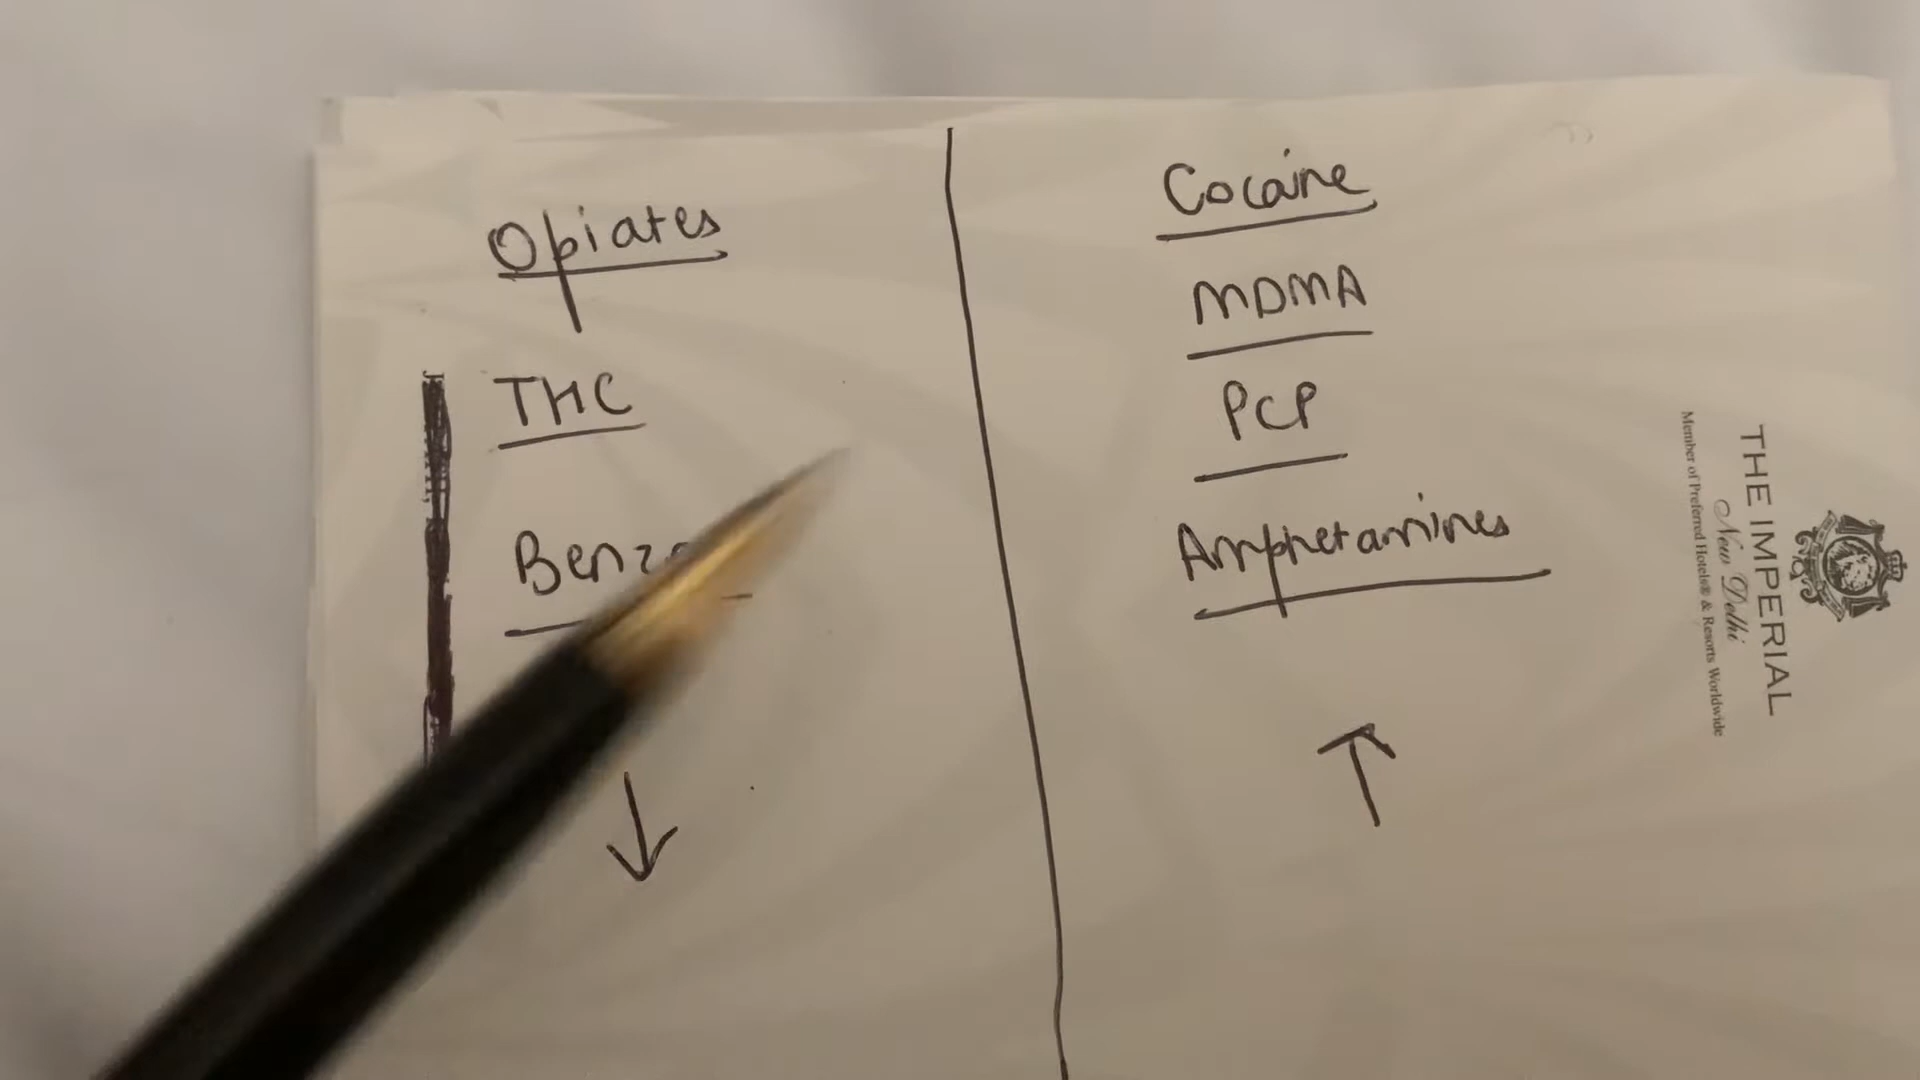 Opiates
THC
Cocaine
MDMA
PCP
Amphetamines
THE IMPERIAL
New Delhi
Member of Preferred Hotels® & Resorts Worldwide